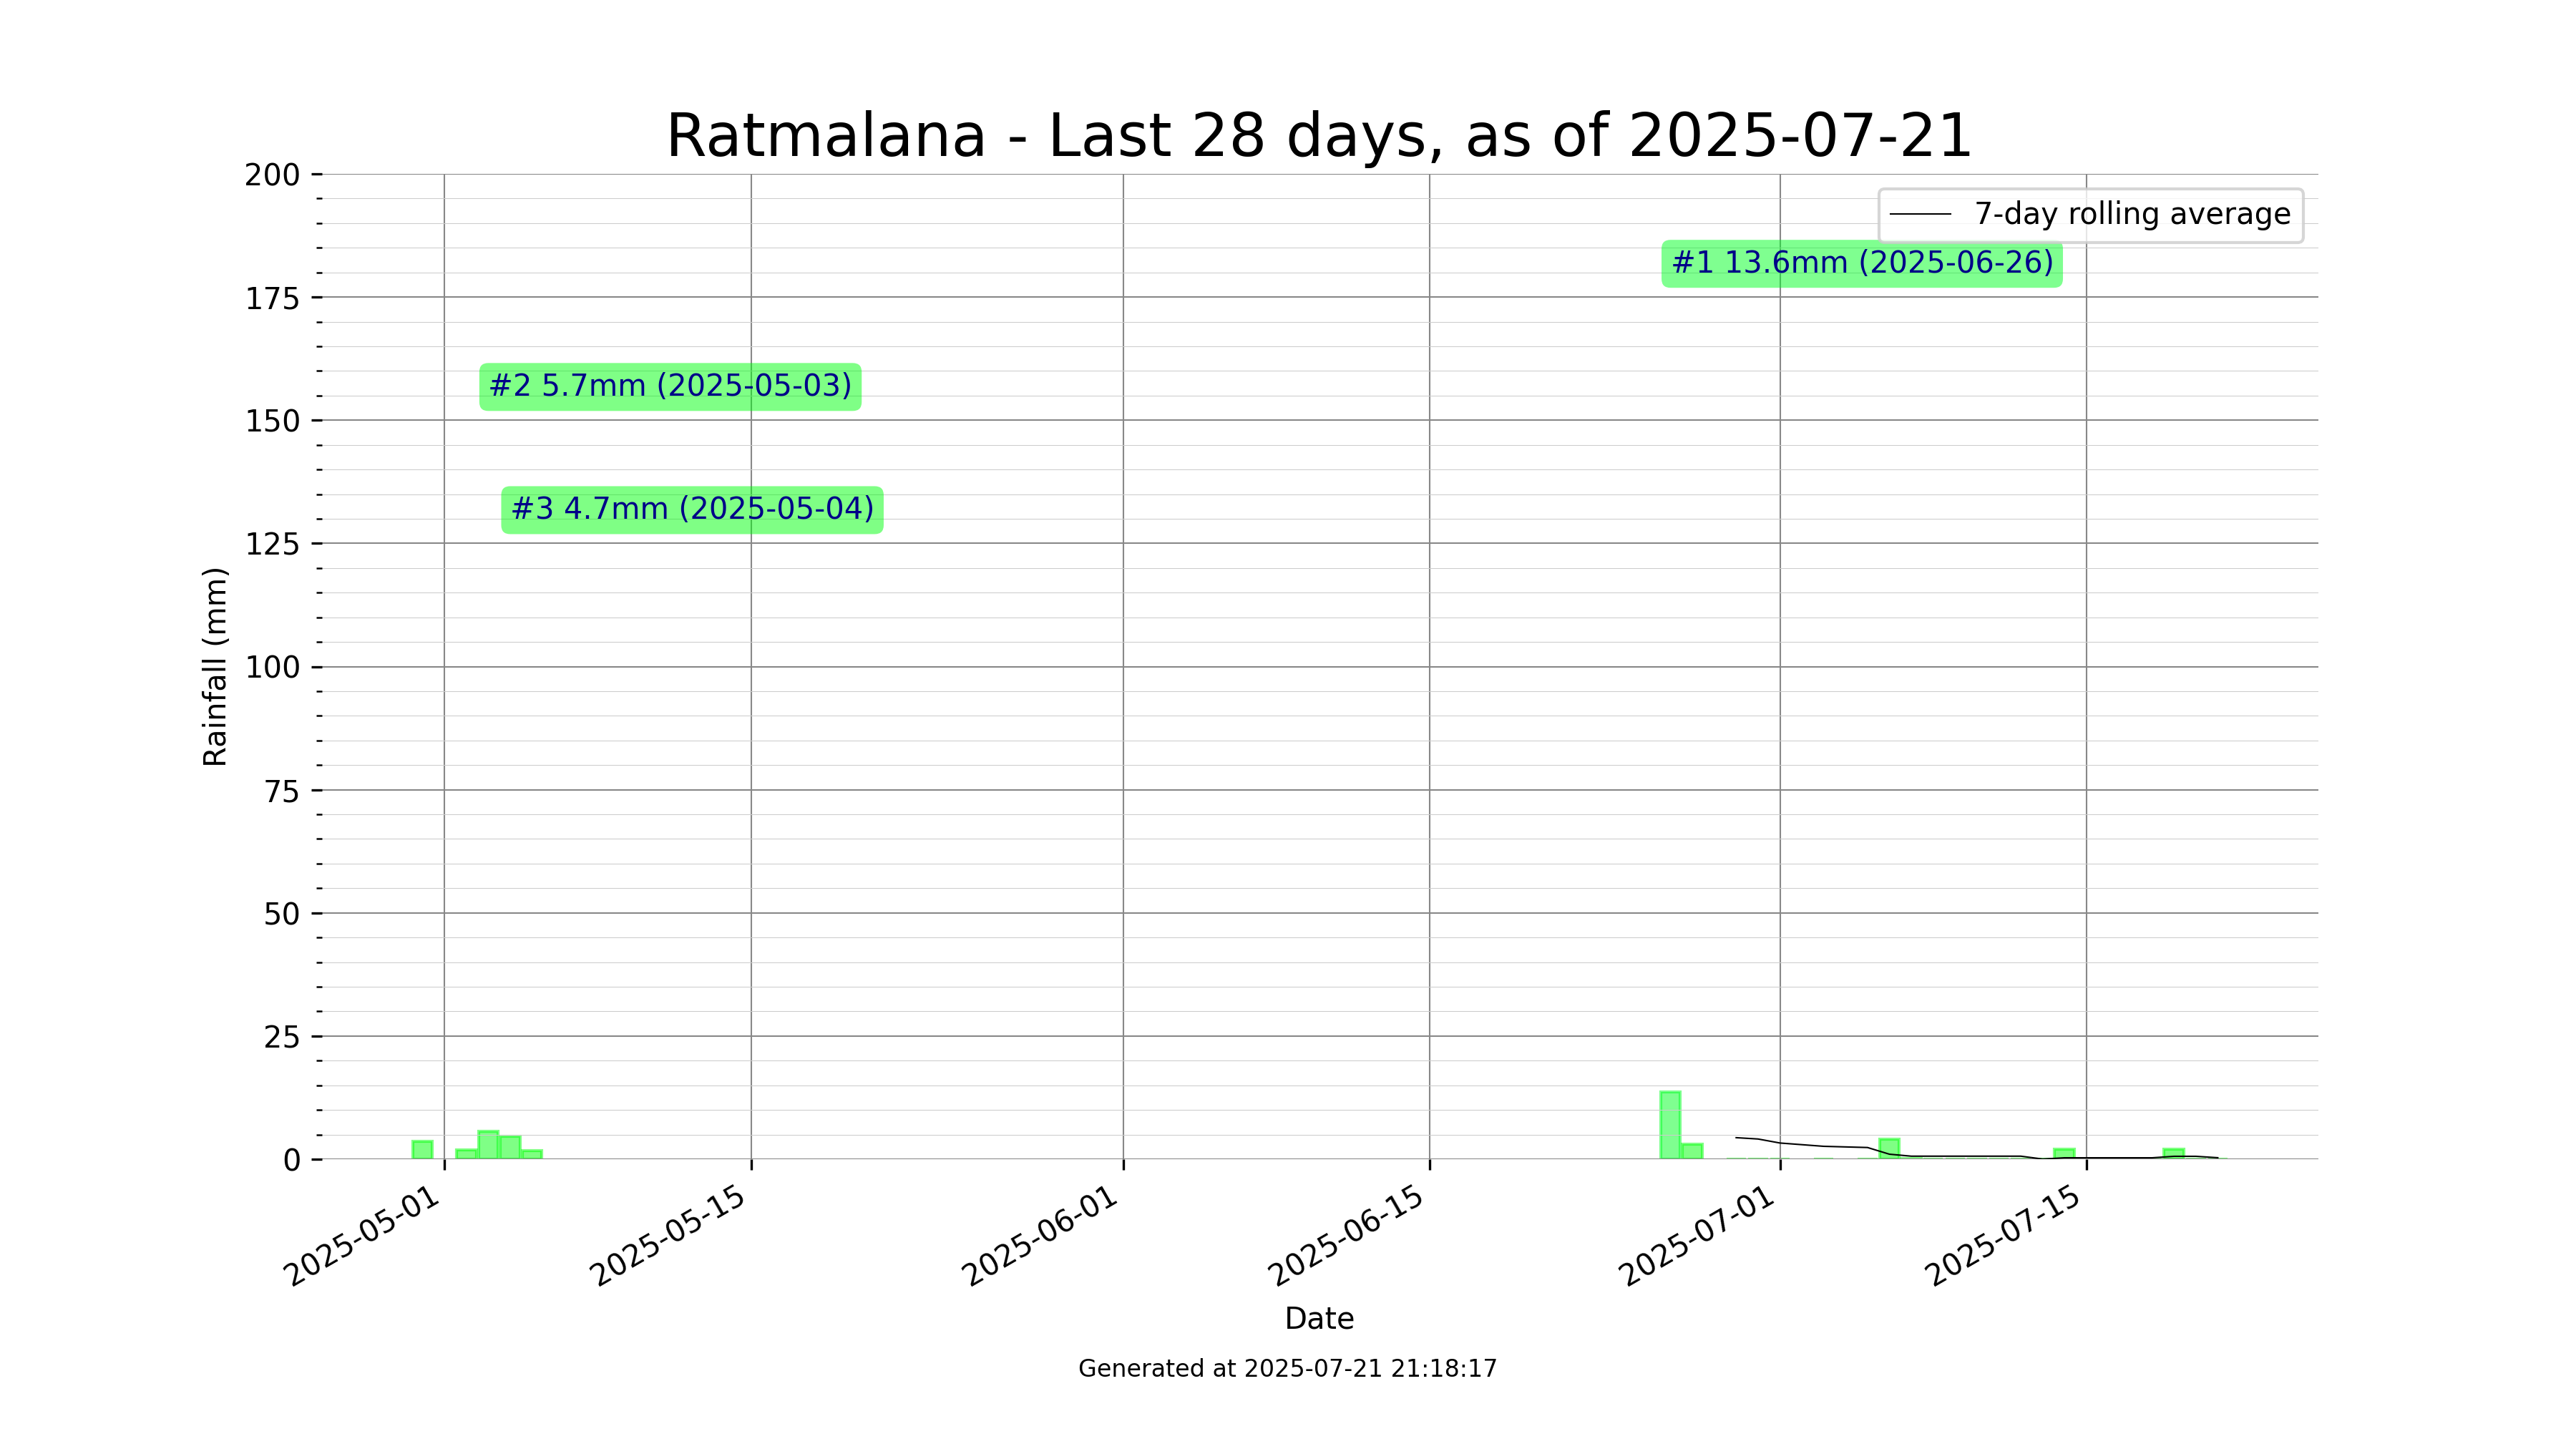 Ratmalana - Last 28 days, as of 2025-07-21
200
175
150
125
100
75
50
25
0
Rainfall (mm)
7-day rolling average
#1 13.6mm (2025-06-26)
#2 5.7mm (2025-05-03)
#3 4.7mm (2025-05-04)
2025-05-01
2025-05-15
2025-06-01
2025-06-15
2025-07-01
2025-07-15
Date
Generated at 2025-07-21 21:18:17